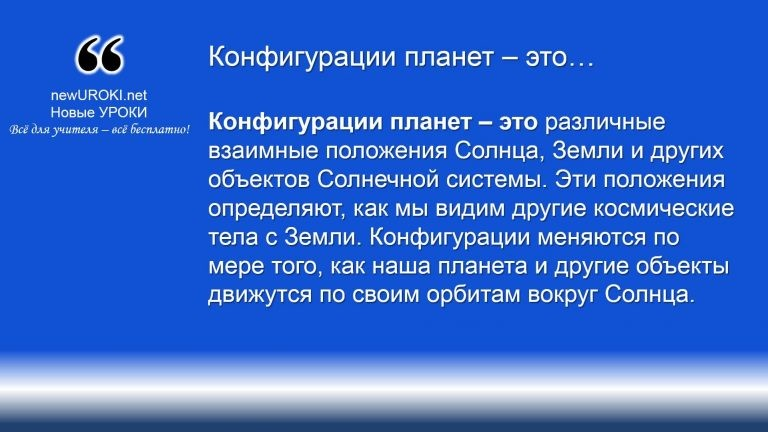 ❝
newUROKI.net
Новые УРОКИ
Всё для учителя – всё бесплатно!
Конфигурации планет – это…
Конфигурации планет – это различные
взаимные положения Солнца, Земли и других
объектов Солнечной системы. Эти положения
определяют, как мы видим другие космические
тела с Земли. Конфигурации меняются по
мере того, как наша планета и другие объекты
движутся по своим орбитам вокруг Солнца.